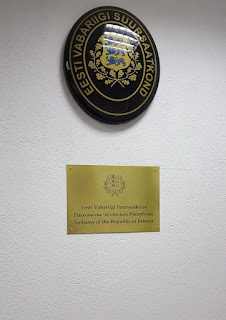 EESTI VABARIIGI SUURSAATKOND
Eesti Vabariigi Suursaatkond
Embassy of the Republic of Estonia